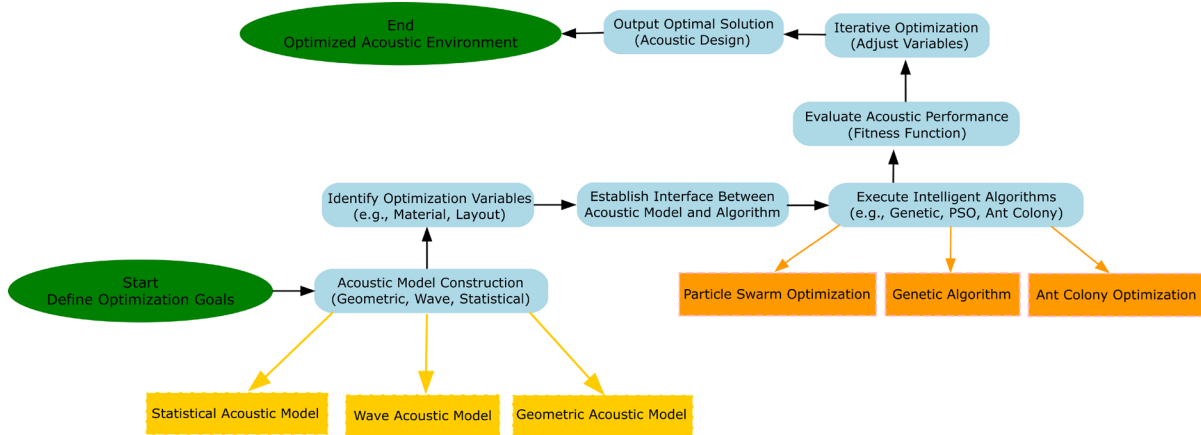 End
Optimized Acoustic Environment
Output Optimal Solution
(Acoustic Design)
Iterative Optimization
(Adjust Variables)
Evaluate Acoustic Performance
(Fitness Function)
Identify Optimization Variables
(e.g., Material, Layout)
Establish Interface Between
Acoustic Model and Algorithm
Execute Intelligent Algorithms
(e.g., Genetic, PSO, Ant Colony)
Start
Define Optimization Goals
Acoustic Model Construction
(Geometric, Wave, Statistical)
Particle Swarm Optimization
Genetic Algorithm
Ant Colony Optimization
Statistical Acoustic Model
Wave Acoustic Model
Geometric Acoustic Model